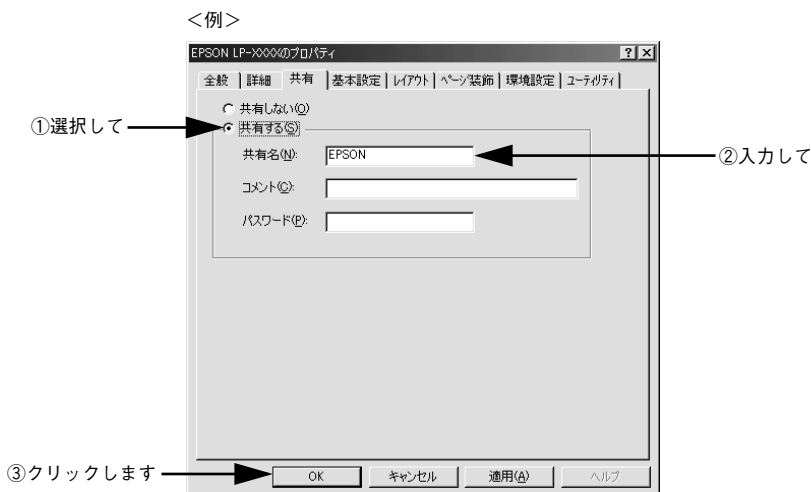 ＜例＞
EPSON LP-XXXXのプロパティ
全般 詳細 共有 基本設定 レイアウト ページ装飾 環境設定 ユーティリティ
共有しない(O)
①選択して
共有する(S)
共有名(N): EPSON
②入力して
コメント(C):
パスワード(P):
③クリックします
OK キャンセル 適用(A) ヘルプ